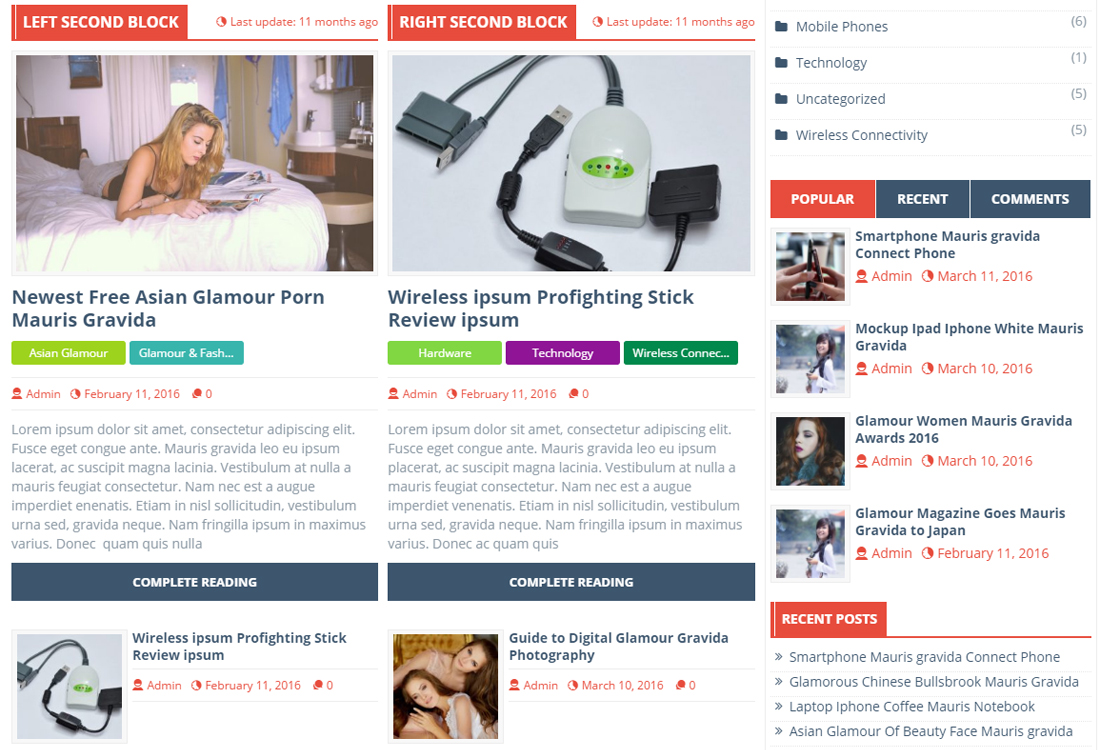 LEFT SECOND BLOCK
Last update: 11 months ago
Newest Free Asian Glamour Porn
Mauris Gravida
Asian Glamour
Glamour & Fash...
Admin February 11, 2016 0
Lorem ipsum dolor sit amet, consectetur adipiscing elit.
Fusce eget congue ante. Mauris gravida leo eu ipsum
lacerat, ac suscipit magna lacinia. Vestibulum at nulla a
mauris feugiat consectetur. Nam nec est a augue
imperdiet enenatis. Etiam in nisl sollicitudin, vestibulum
urna sed, gravida neque. Nam fringilla ipsum in maximus
varius. Donec  quam quis nulla
COMPLETE READING
Wireless ipsum Profighting Stick
Review ipsum
Admin February 11, 2016 0
RIGHT SECOND BLOCK
Last update: 11 months ago
Wireless ipsum Profighting Stick
Review ipsum
Hardware
Technology
Wireless Connec...
Admin February 11, 2016 0
Lorem ipsum dolor sit amet, consectetur adipiscing elit.
Fusce eget congue ante. Mauris gravida leo eu ipsum
placerat, ac suscipit magna lacinia. Vestibulum at nulla a
mauris feugiat consectetur. Nam nec est a augue
imperdiet venenatis. Etiam in nisl sollicitudin, vestibulum
urna sed, gravida neque. Nam fringilla ipsum in maximus
varius. Donec ac quam quis
COMPLETE READING
Guide to Digital Glamour Gravida
Photography
Admin March 10, 2016 0
Mobile Phones (6)
Technology (1)
Uncategorized (5)
Wireless Connectivity (5)
POPULAR RECENT COMMENTS
Smartphone Mauris gravida
Connect Phone
Admin March 11, 2016
Mockup Ipad Iphone White Mauris
Gravida
Admin March 10, 2016
Glamour Women Mauris Gravida
Awards 2016
Admin March 10, 2016
Glamour Magazine Goes Mauris
Gravida to Japan
Admin February 11, 2016
RECENT POSTS
» Smartphone Mauris gravida Connect Phone
» Glamorous Chinese Bullsbrook Mauris Gravida
» Laptop Iphone Coffee Mauris Notebook
» Asian Glamour Of Beauty Face Mauris gravida